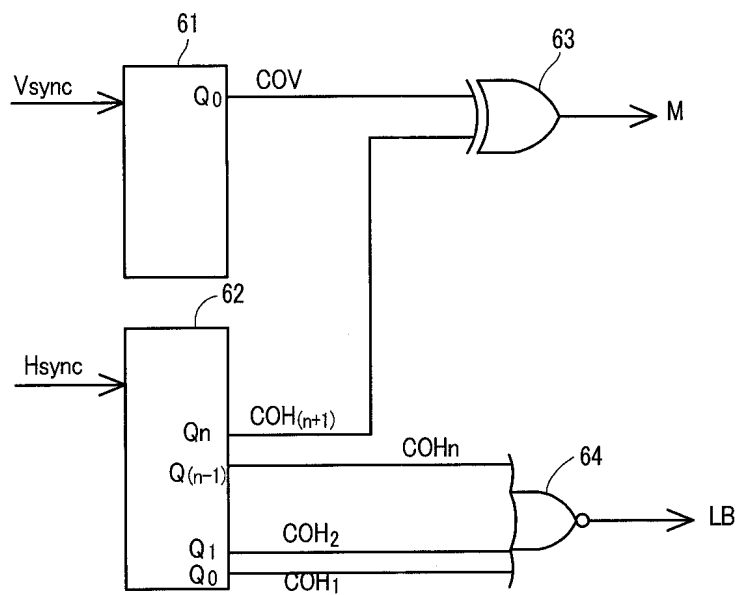 61
Vsync
Q0
COV
63
M
62
Hsync
Qn
COH(n+1)
Q(n-1)
COHn
64
LB
Q1
COH2
Q0
COH1